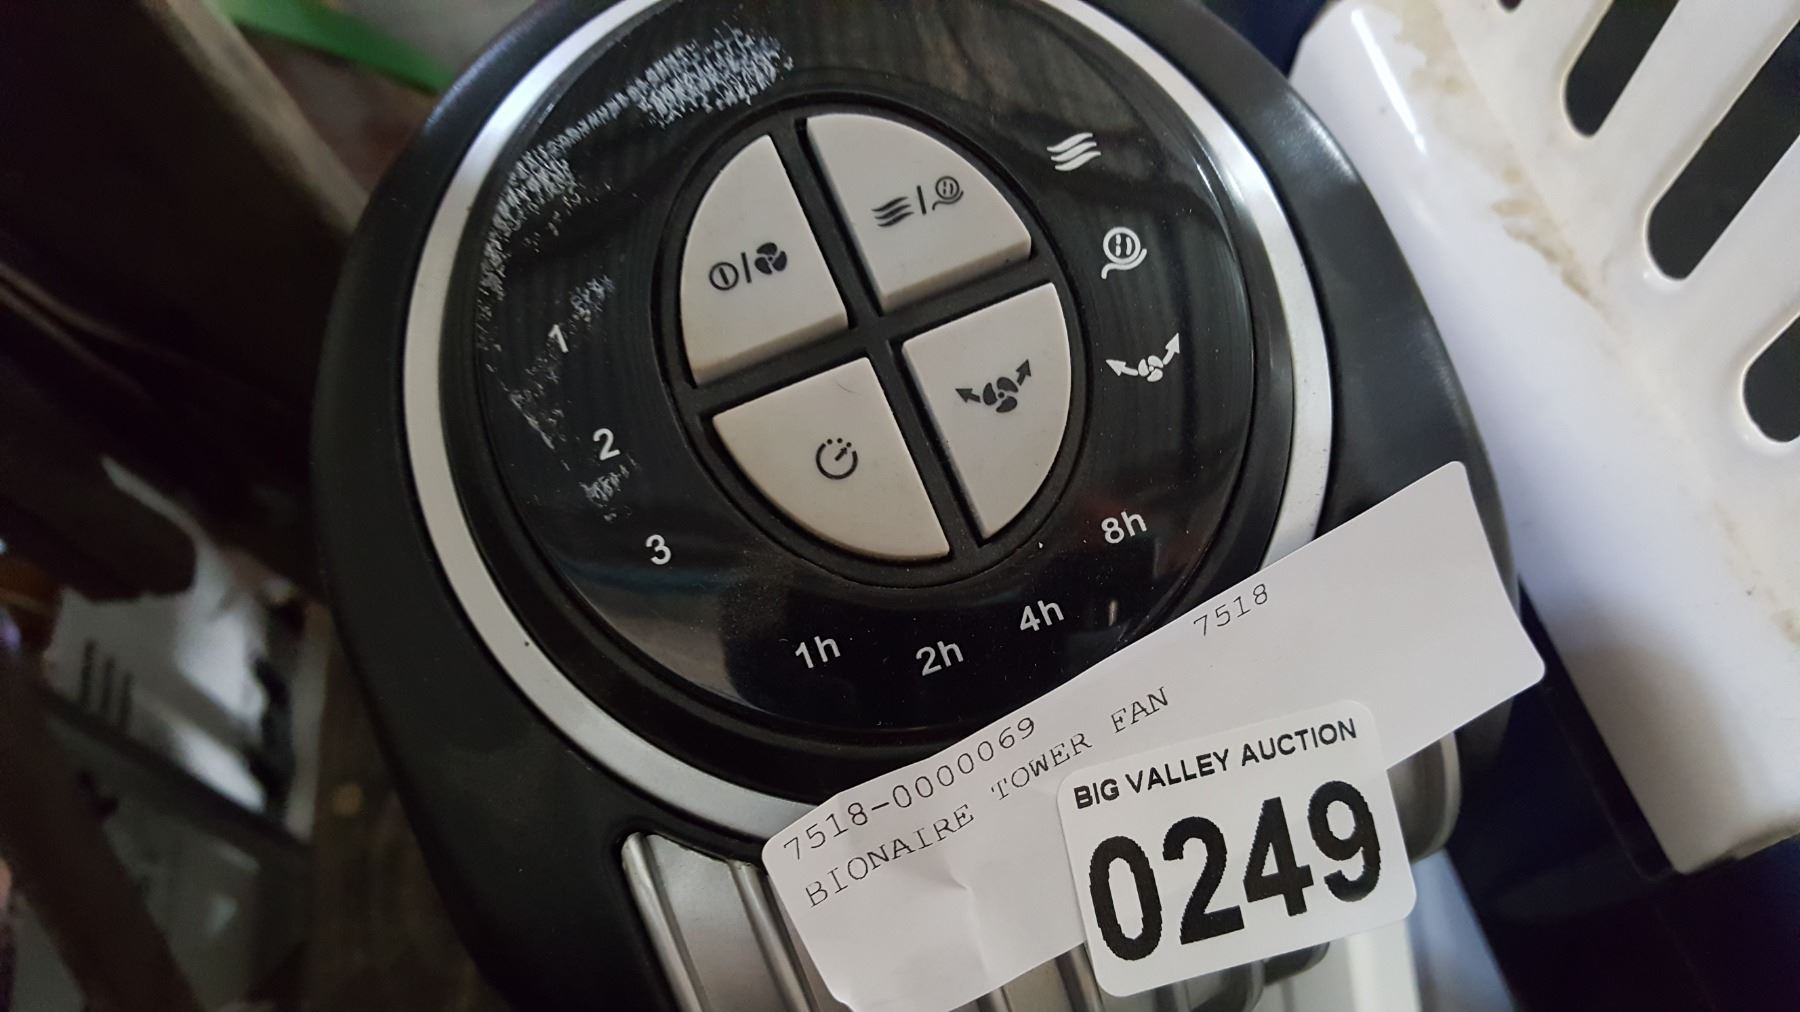 1
2
3
1h
2h
4h
8h
7518-0000069 7518
BIONAIRE TOWER FAN
BIG VALLEY AUCTION
0249